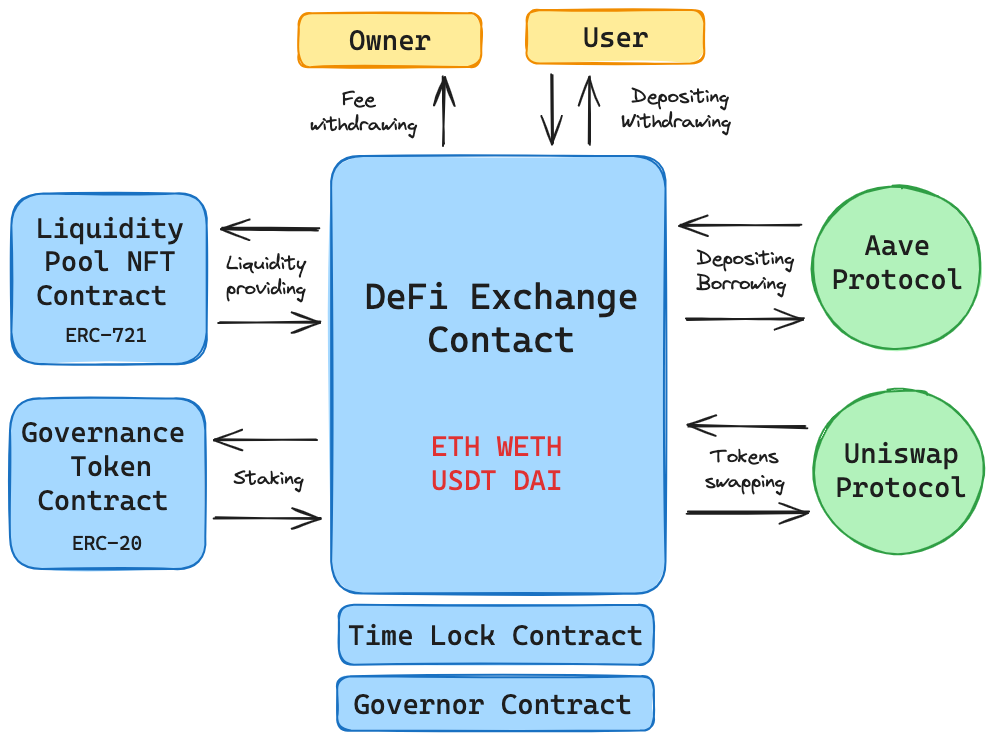 Owner
User
Fee
withdrawing
Depositing
Withdrawing
Liquidity
Pool NFT
Contract
ERC-721
Liquidity
providing
DeFi Exchange
Contact
ETH WETH
USDT DAI
Depositing
Borrowing
Aave
Protocol
Governance
Token
Contract
ERC-20
Staking
Tokens
swapping
Uniswap
Protocol
Time Lock Contract
Governor Contract